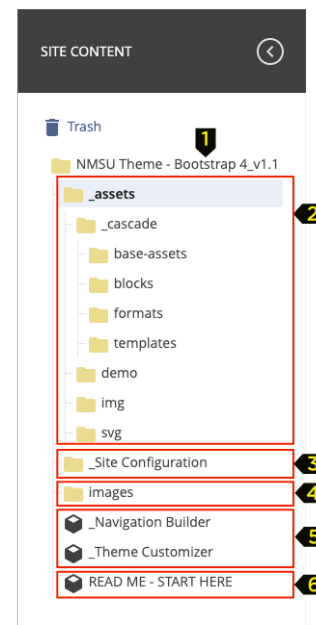 SITE CONTENT
Trash
1
NMSU Theme - Bootstrap 4_v1.1
_assets
2
_cascade
base-assets
blocks
formats
templates
demo
img
svg
_Site Configuration
3
images
4
_Navigation Builder
5
_Theme Customizer
READ ME - START HERE
6